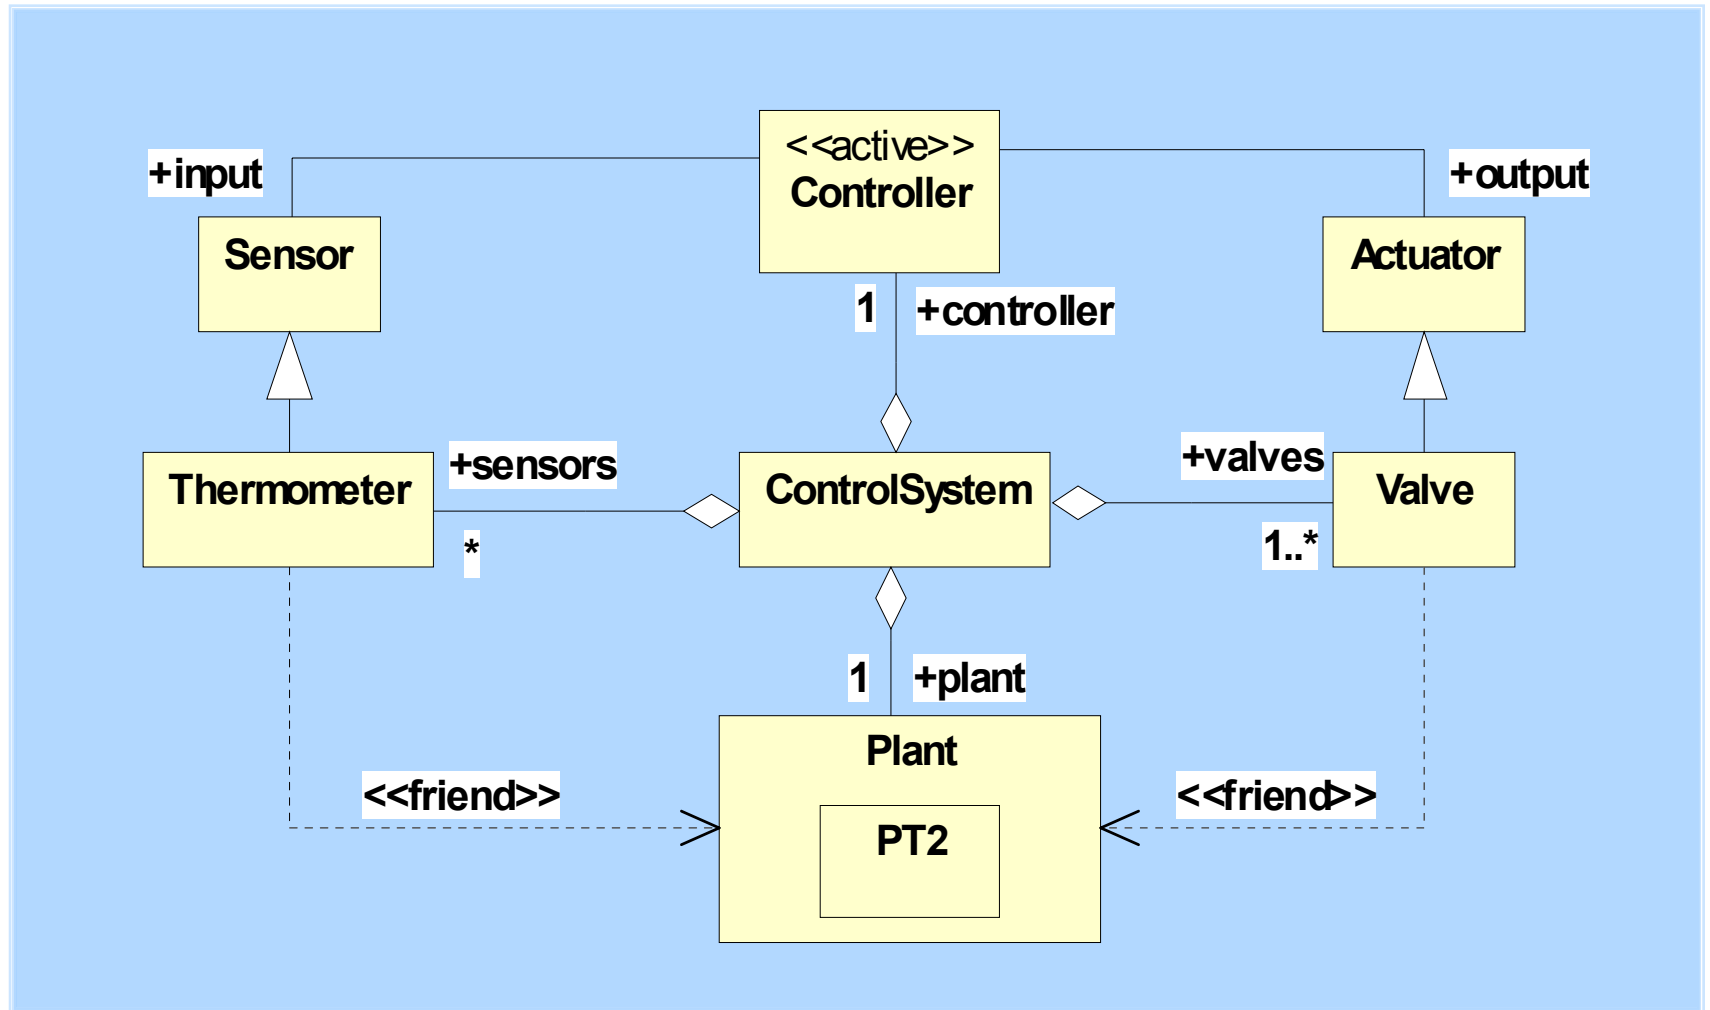 <<active>>
Controller
+input
+output
Sensor
Actuator
1
+controller
+sensors
+valves
Thermometer
ControlSystem
Valve
*
1..*
1
+plant
Plant
<<friend>>
<<friend>>
PT2